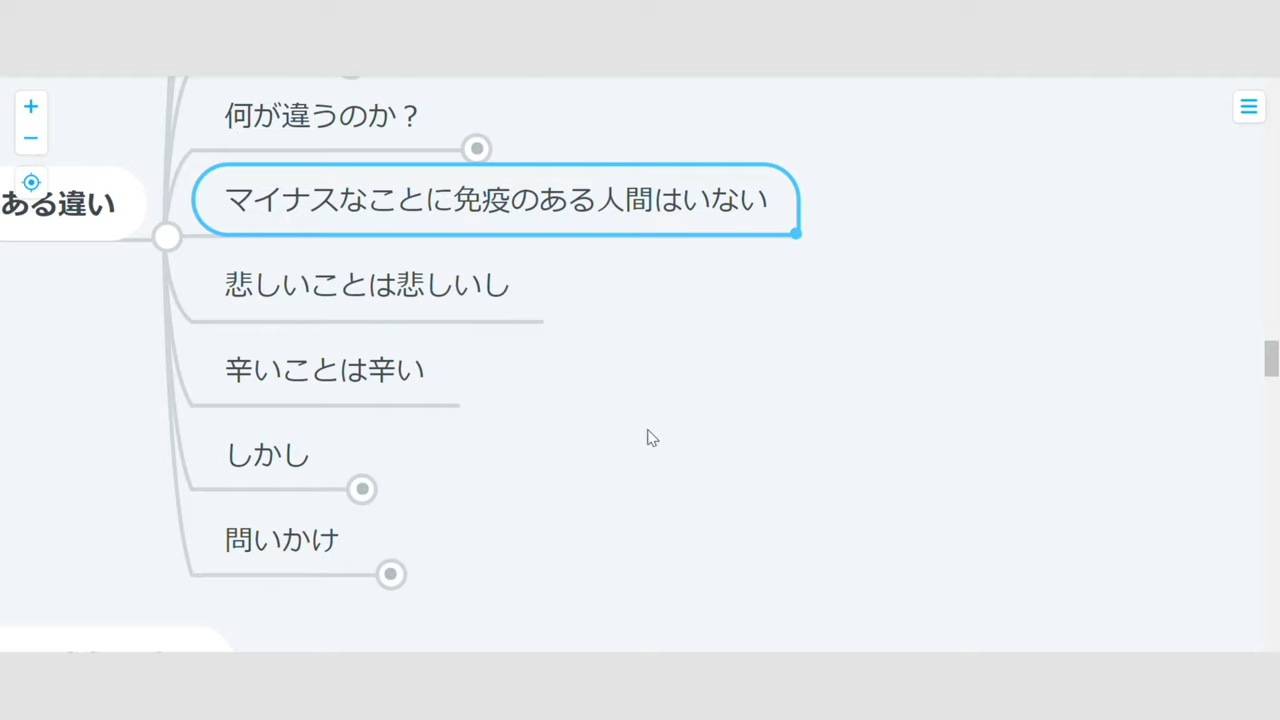 何が違うのか？
ある違い
マイナスなことに免疫のある人間はいない
悲しいことは悲しいし
辛いことは辛い
しかし
問いかけ